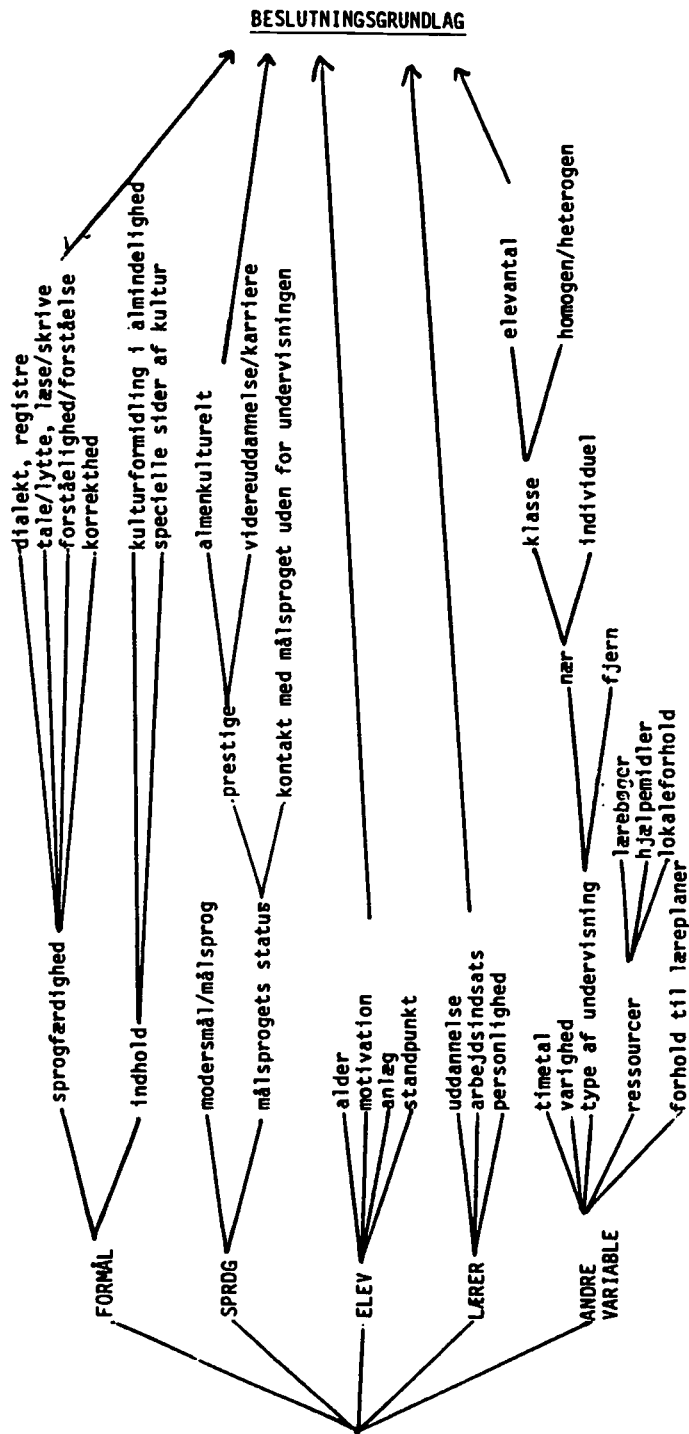 BESLUTNINGSGRUNDLAG
FORMÅL
sprogfærdighed
dialekt, registre
tale/lytte, læse/skrive
forståelighed/forståelse
korrekthed
indhold
kulturformidling i almindelighed
specielle sider af kultur
SPROG
modersmål/målsprog
målsprogets status
prestige
almenkulturelt
videreuddannelse/karriere
kontakt med målsproget uden for undervisningen
ELEV
alder
motivation
anlæg
standpunkt
LÆRER
uddannelse
arbejdsindsats
personlighed
ANDRE
VARIABLE
timetal
varighed
type af undervisning
nær
klasse
elevantal
homogen/heterogen
individuel
fjern
ressourcer
lærebøger
hjælpemidler
lokaleforhold
forhold til læreplaner